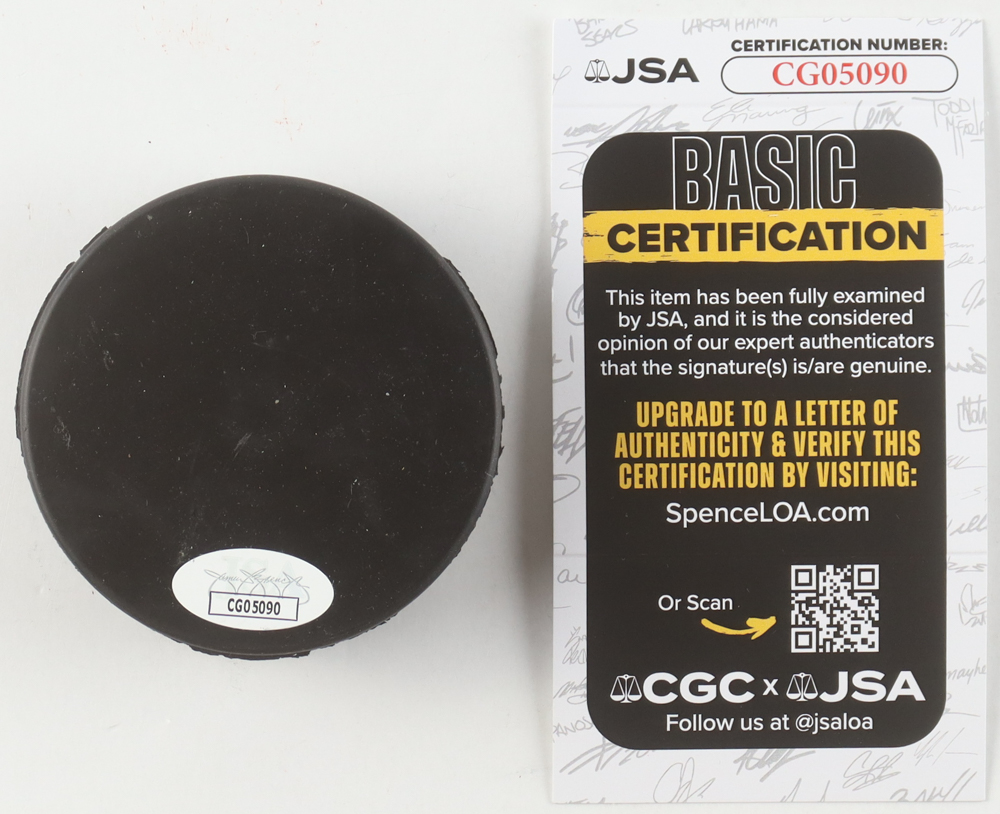 CG05090
JSA
CERTIFICATION NUMBER:
CG05090
BASIC
CERTIFICATION
This item has been fully examined
by JSA, and it is the considered
opinion of our expert authenticators
that the signature(s) is/are genuine.
UPGRADE TO A LETTER OF
AUTHENTICITY & VERIFY THIS
CERTIFICATION BY VISITING:
SpenceLOA.com
Or Scan
CGC x JSA
Follow us at @jsaloa